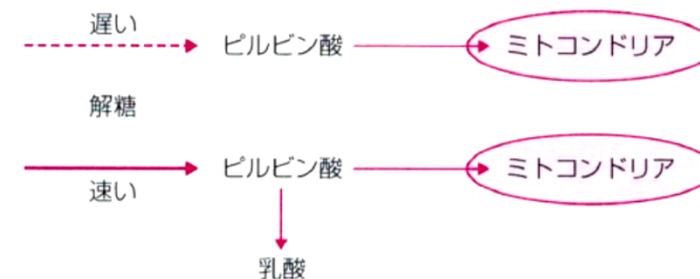 遅い
ピルビン酸
ミトコンドリア
解糖
ピルビン酸
ミトコンドリア
速い
乳酸